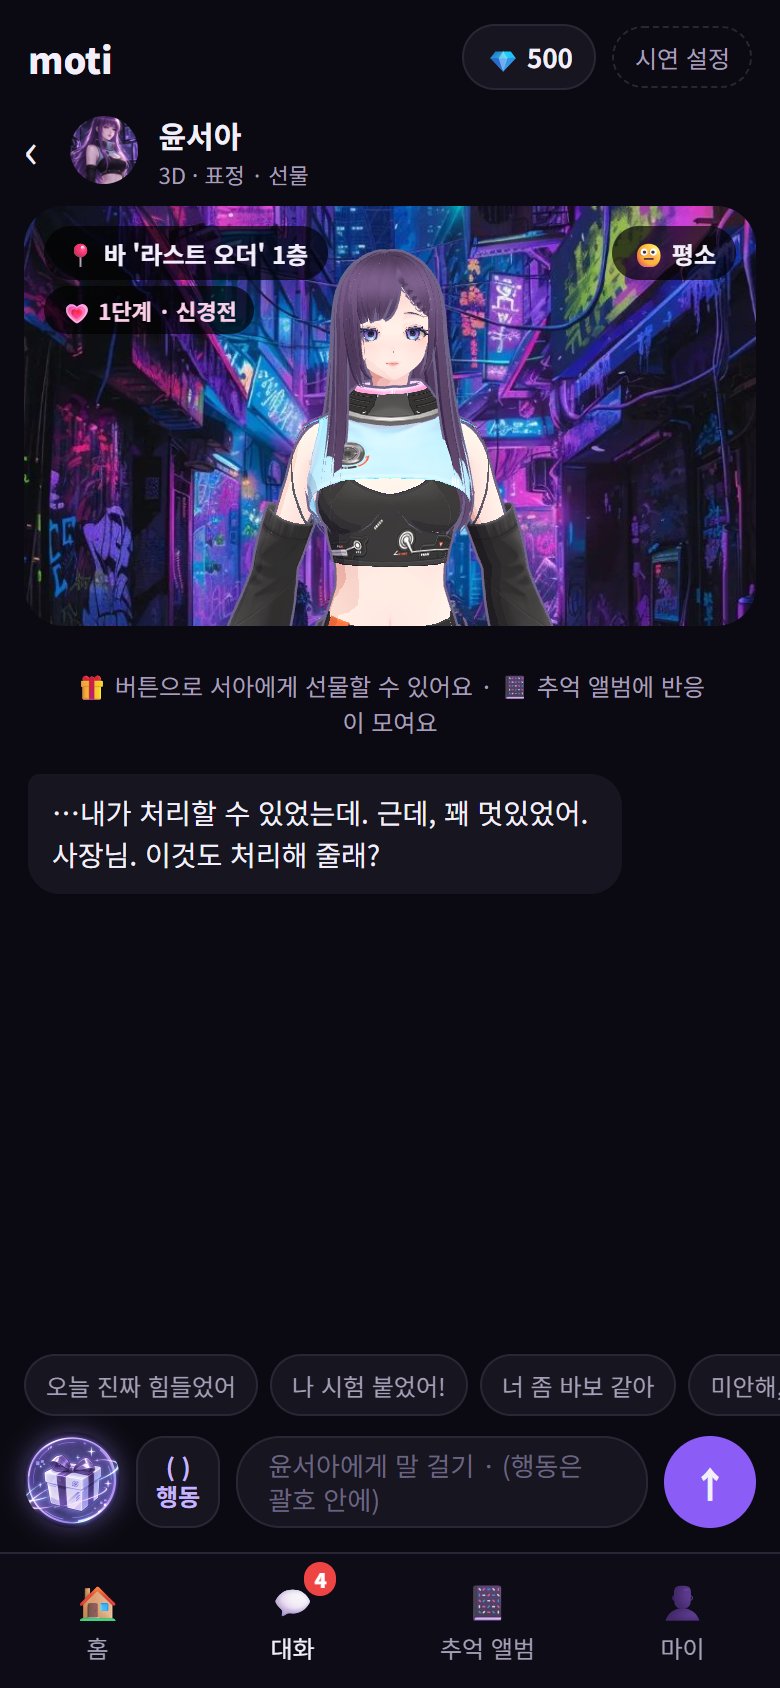 moti
500
시연 설정
윤서아
3D · 표정 · 선물
바 '라스트 오더' 1층
평소
1단계 · 신경전
버튼으로 서아에게 선물할 수 있어요 · 추억 앨범에 반응
이 모여요
…내가 처리할 수 있었는데. 근데, 꽤 멋있었어.
사장님. 이것도 처리해 줄래?
오늘 진짜 힘들었어
나 시험 붙었어!
너 좀 바보 같아
미안해,
( )
행동
윤서아에게 말 걸기 · (행동은
괄호 안에)
4
홈
대화
추억 앨범
마이